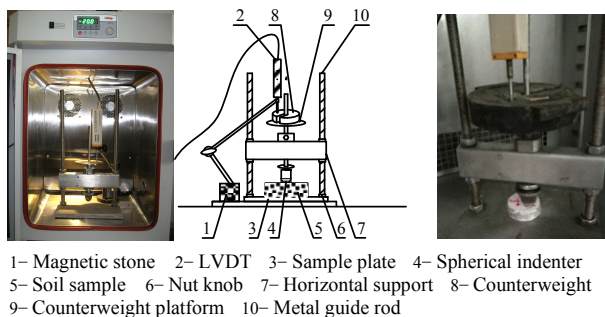 -20.0
2 8 9 10
1 3 4 5 6 7
1– Magnetic stone 2– LVDT 3– Sample plate 4– Spherical indenter
5– Soil sample 6– Nut knob 7– Horizontal support 8– Counterweight
9– Counterweight platform 10– Metal guide rod